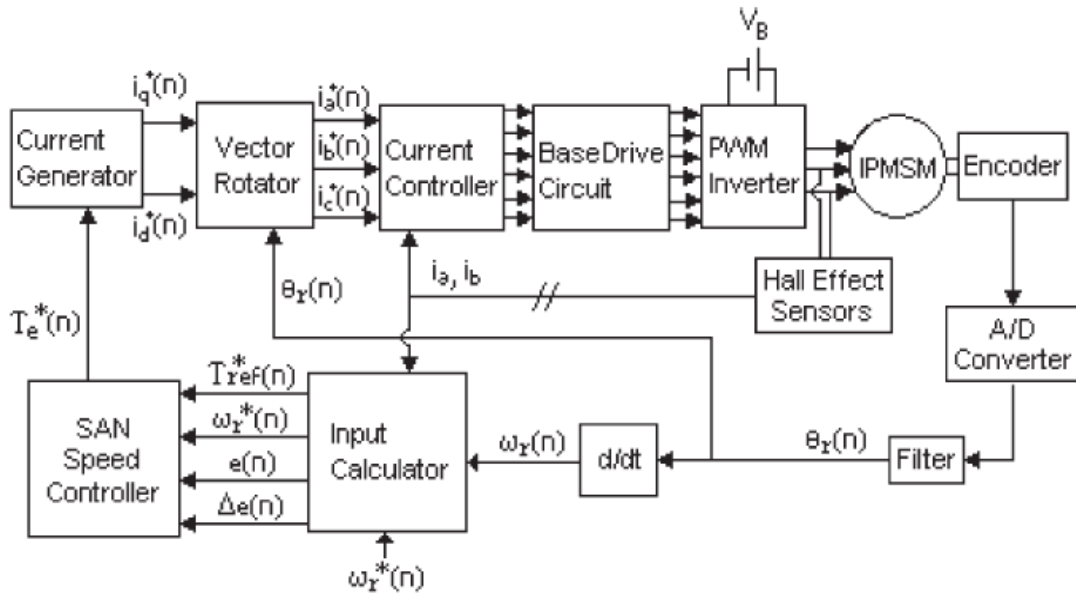 V_B
i_q*(n)
i_a*(n)
Current
Generator
Vector
Rotator
i_b*(n)
Current
Controller
BaseDrive
Circuit
PWM
Inverter
IPMSM
Encoder
i_d*(n)
i_c*(n)
θ_r(n)
i_a, i_b
Hall Effect
Sensors
T_e*(n)
A/D
Converter
T_ref*(n)
SAN
Speed
Controller
ω_r*(n)
e(n)
Δe(n)
Input
Calculator
ω_r(n)
d/dt
θ_r(n)
Filter
ω_r*(n)